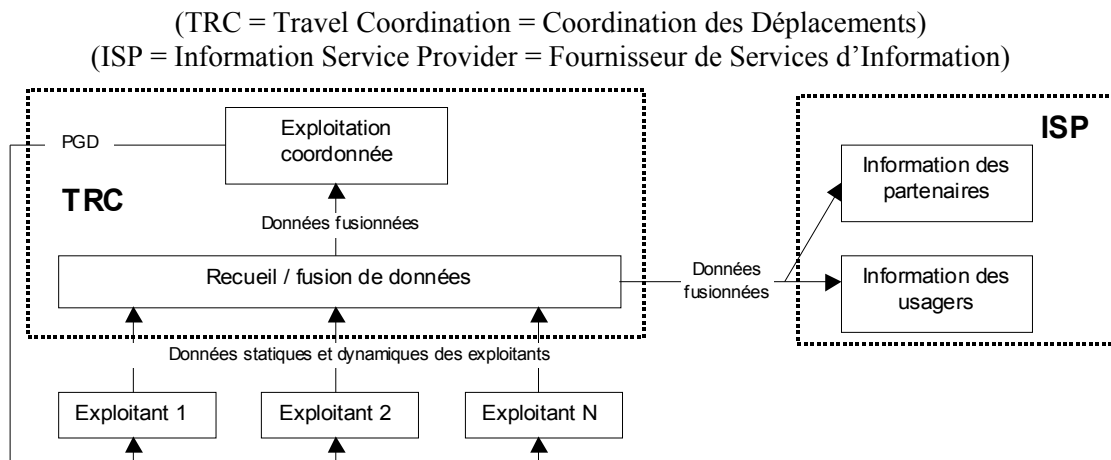 (TRC = Travel Coordination = Coordination des Déplacements)
(ISP = Information Service Provider = Fournisseur de Services d’Information)
PGD
Exploitation
coordonnée
TRC
Données fusionnées
Recueil / fusion de données
Données
fusionnées
ISP
Information des
partenaires
Information des
usagers
Données statiques et dynamiques des exploitants
Exploitant 1
Exploitant 2
Exploitant N